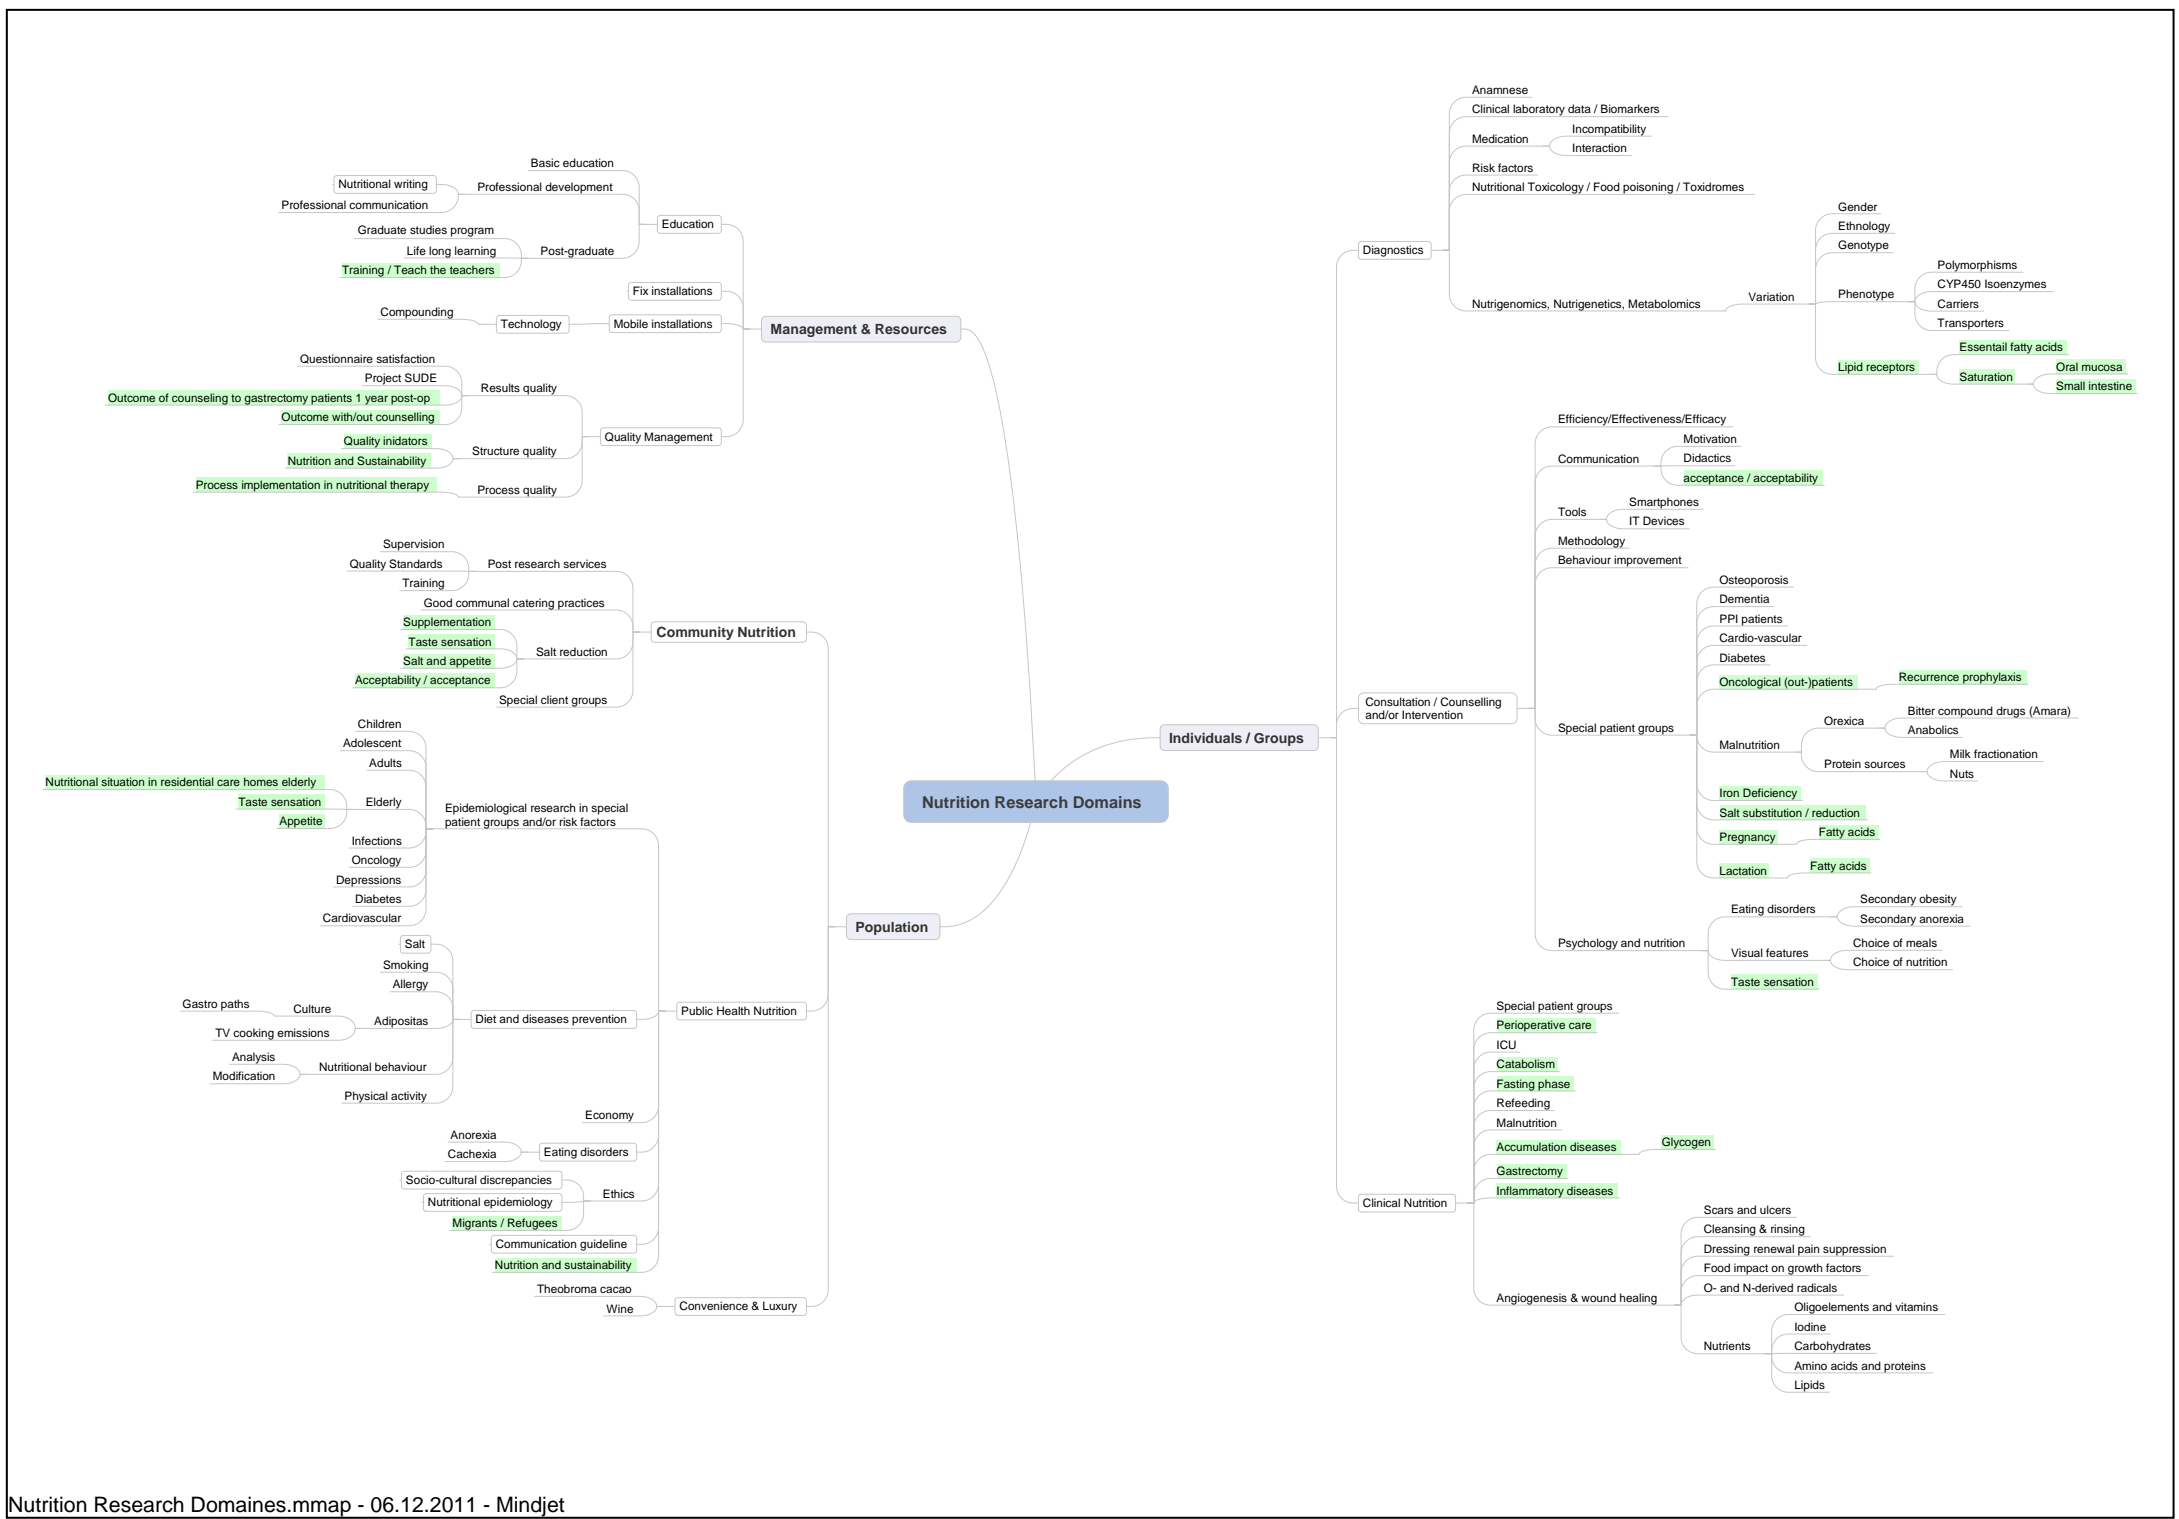 Nutrition Research Domains
Management & Resources
Education
Basic education
Professional development
Nutritional writing
Professional communication
Post-graduate
Graduate studies program
Life long learning
Training / Teach the teachers
Fix installations
Mobile installations
Technology
Compounding
Quality Management
Results quality
Questionnaire satisfaction
Project SUDE
Outcome of counseling to gastrectomy patients 1 year post-op
Outcome with/out counselling
Structure quality
Quality inidators
Nutrition and Sustainability
Process quality
Process implementation in nutritional therapy
Individuals / Groups
Diagnostics
Anamnese
Clinical laboratory data / Biomarkers
Medication
Incompatibility
Interaction
Risk factors
Nutritional Toxicology / Food poisoning / Toxidromes
Nutrigenomics, Nutrigenetics, Metabolomics
Variation
Gender
Ethnology
Genotype
Phenotype
Polymorphisms
CYP450 Isoenzymes
Carriers
Transporters
Lipid receptors
Essentail fatty acids
Saturation
Oral mucosa
Small intestine
Consultation / Counselling
and/or Intervention
Efficiency/Effectiveness/Efficacy
Communication
Motivation
Didactics
acceptance / acceptability
Tools
Smartphones
IT Devices
Methodology
Behaviour improvement
Special patient groups
Osteoporosis
Dementia
PPI patients
Cardio-vascular
Diabetes
Oncological (out-)patients
Recurrence prophylaxis
Malnutrition
Orexica
Bitter compound drugs (Amara)
Anabolics
Protein sources
Milk fractionation
Nuts
Iron Deficiency
Salt substitution / reduction
Pregnancy
Fatty acids
Lactation
Fatty acids
Psychology and nutrition
Eating disorders
Secondary obesity
Secondary anorexia
Visual features
Choice of meals
Choice of nutrition
Taste sensation
Clinical Nutrition
Special patient groups
Perioperative care
ICU
Catabolism
Fasting phase
Refeeding
Malnutrition
Accumulation diseases
Glycogen
Gastrectomy
Inflammatory diseases
Angiogenesis & wound healing
Scars and ulcers
Cleansing & rinsing
Dressing renewal pain suppression
Food impact on growth factors
O- and N-derived radicals
Nutrients
Oligoelements and vitamins
Iodine
Carbohydrates
Amino acids and proteins
Lipids
Population
Community Nutrition
Post research services
Supervision
Quality Standards
Training
Good communal catering practices
Salt reduction
Supplementation
Taste sensation
Salt and appetite
Acceptability / acceptance
Special client groups
Public Health Nutrition
Epidemiological research in special
patient groups and/or risk factors
Children
Adolescent
Adults
Elderly
Nutritional situation in residential care homes elderly
Taste sensation
Appetite
Infections
Oncology
Depressions
Diabetes
Cardiovascular
Diet and diseases prevention
Salt
Smoking
Allergy
Adipositas
Culture
Gastro paths
TV cooking emissions
Nutritional behaviour
Analysis
Modification
Physical activity
Economy
Eating disorders
Anorexia
Cachexia
Ethics
Socio-cultural discrepancies
Nutritional epidemiology
Migrants / Refugees
Communication guideline
Nutrition and sustainability
Convenience & Luxury
Theobroma cacao
Wine
Nutrition Research Domaines.mmap - 06.12.2011 - Mindjet